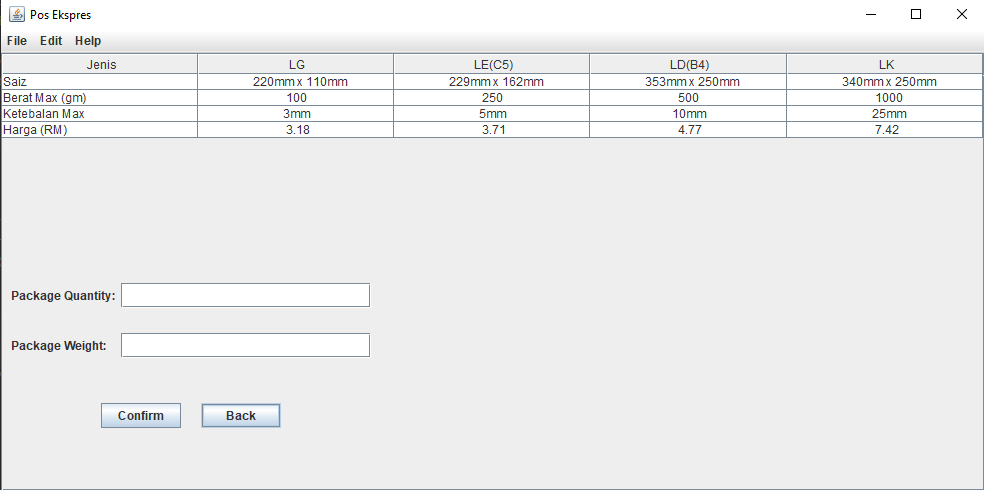 Pos Ekspres
File Edit Help
Jenis LG LE(C5) LD(B4) LK
Saiz 220mm x 110mm 229mm x 162mm 353mm x 250mm 340mm x 250mm
Berat Max (gm) 100 250 500 1000
Ketebalan Max 3mm 5mm 10mm 25mm
Harga (RM) 3.18 3.71 4.77 7.42
Package Quantity:
Package Weight:
Confirm Back